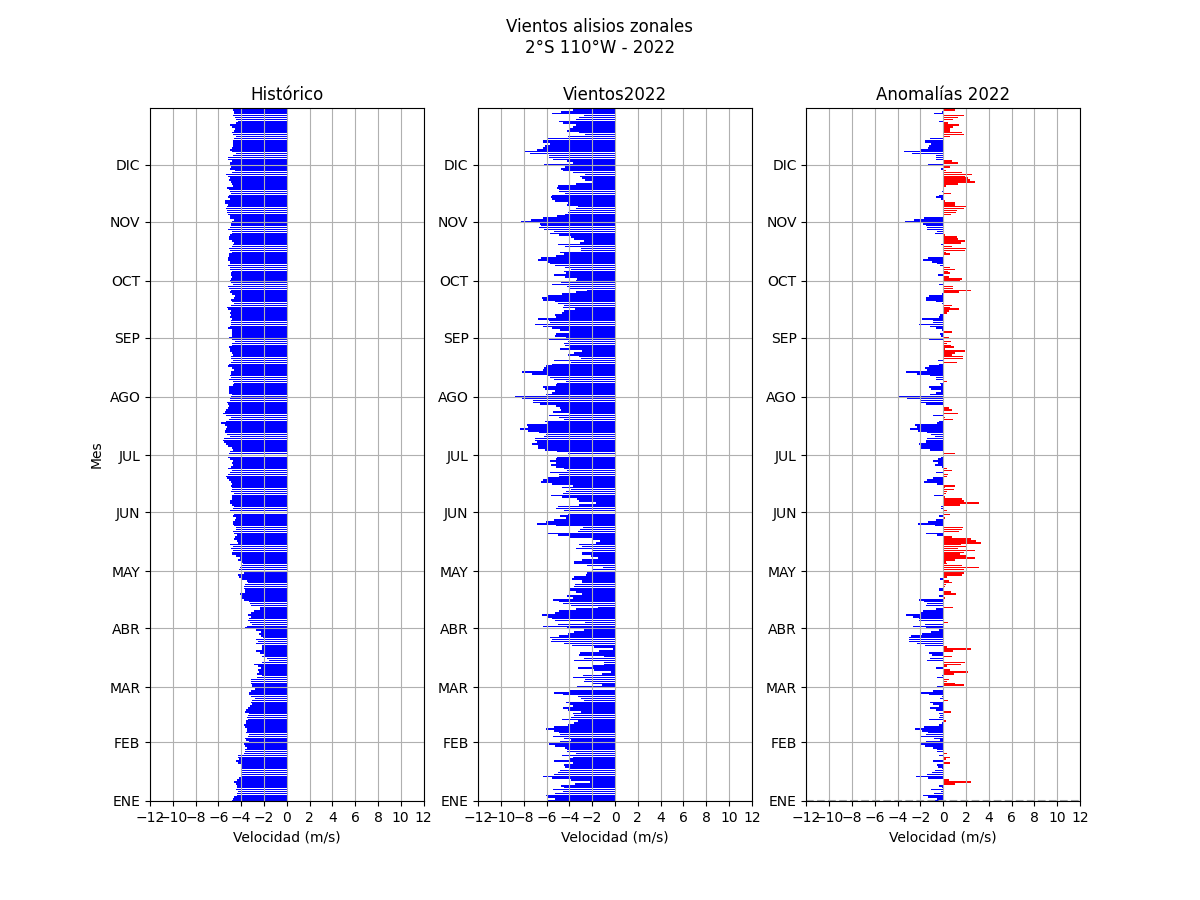 Vientos alisios zonales
2°S 110°W - 2022
Histórico
Vientos2022
Anomalías 2022
DIC
NOV
OCT
SEP
AGO
JUL
JUN
MAY
ABR
MAR
FEB
ENE
Mes
DIC
NOV
OCT
SEP
AGO
JUL
JUN
MAY
ABR
MAR
FEB
ENE
DIC
NOV
OCT
SEP
AGO
JUL
JUN
MAY
ABR
MAR
FEB
ENE
−12 −10 −8 −6 −4 −2 0 2 4 6 8 10 12
−12 −10 −8 −6 −4 −2 0 2 4 6 8 10 12
−12 −10 −8 −6 −4 −2 0 2 4 6 8 10 12
Velocidad (m/s)
Velocidad (m/s)
Velocidad (m/s)